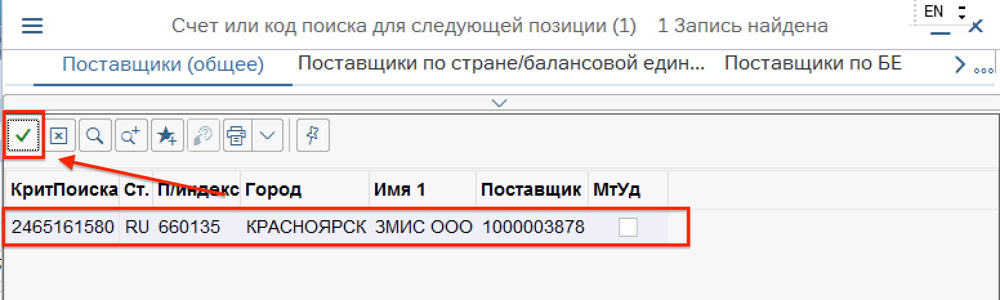 EN
Счет или код поиска для следующей позиции (1) 1 Запись найдена
Поставщики (общее) Поставщики по стране/балансовой един... Поставщики по БЕ
КритПоиска Ст. П/индекс Город Имя 1 Поставщик МтУд
2465161580 RU 660135 КРАСНОЯРСК ЗМИС ООО 1000003878